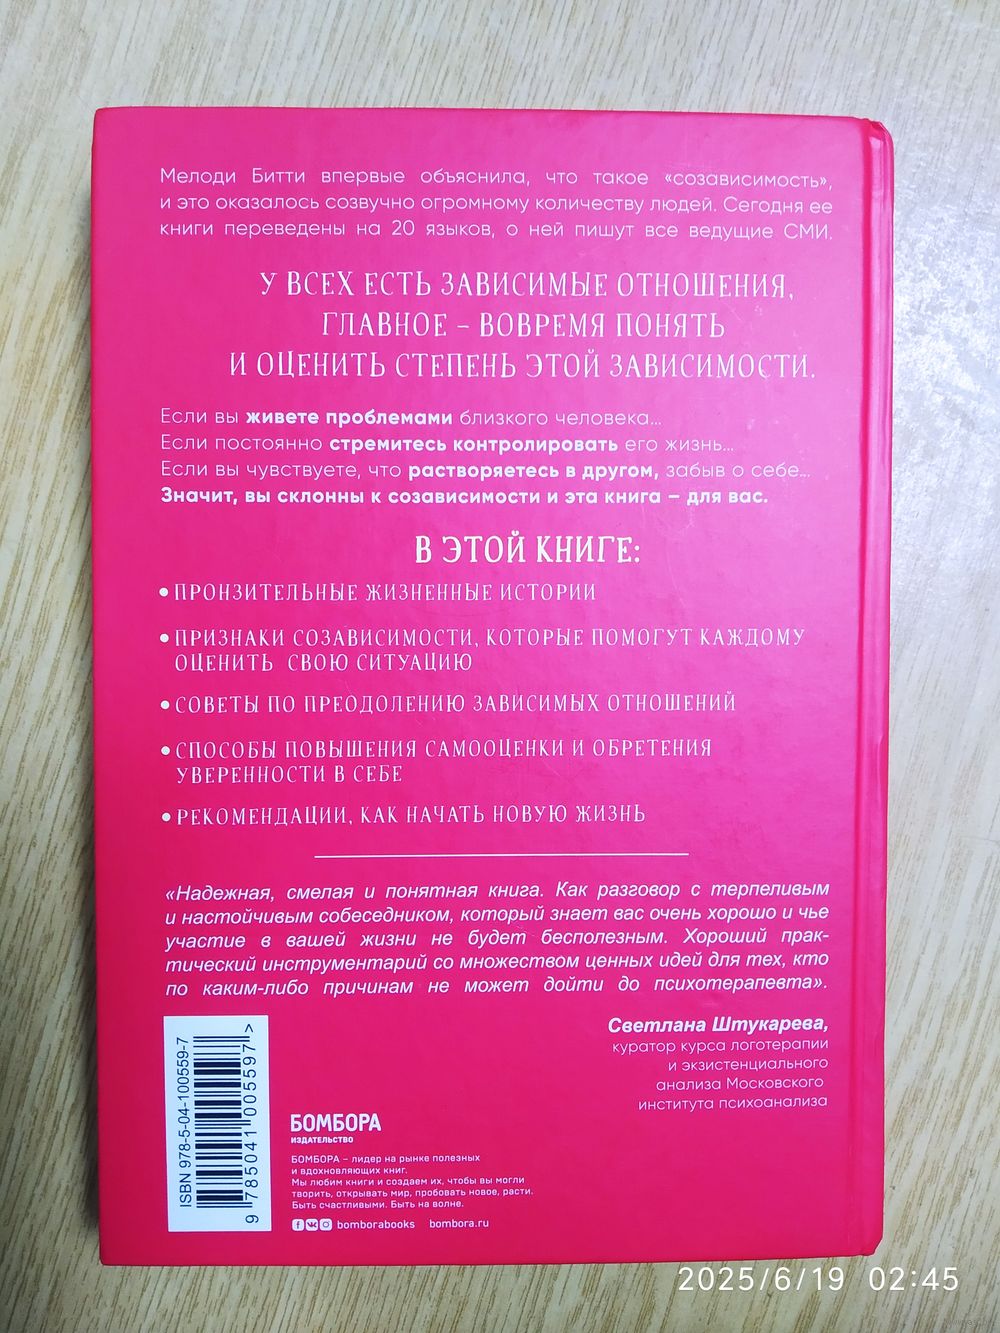 Мелоди Битти впервые объяснила, что такое «созависимость»,
и это оказалось созвучно огромному количеству людей. Сегодня ее
книги переведены на 20 языков, о ней пишут все ведущие СМИ.
У ВСЕХ ЕСТЬ ЗАВИСИМЫЕ ОТНОШЕНИЯ,
ГЛАВНОЕ – ВОВРЕМЯ ПОНЯТЬ
И ОЦЕНИТЬ СТЕПЕНЬ ЭТОЙ ЗАВИСИМОСТИ.
Если вы живете проблемами близкого человека...
Если постоянно стремитесь контролировать его жизнь...
Если вы чувствуете, что растворяетесь в другом, забыв о себе...
Значит, вы склонны к созависимости и эта книга – для вас.
В ЭТОЙ КНИГЕ:
• ПРОНЗИТЕЛЬНЫЕ ЖИЗНЕННЫЕ ИСТОРИИ
• ПРИЗНАКИ СОЗАВИСИМОСТИ, КОТОРЫЕ ПОМОГУТ КАЖДОМУ
ОЦЕНИТЬ СВОЮ СИТУАЦИЮ
• СОВЕТЫ ПО ПРЕОДОЛЕНИЮ ЗАВИСИМЫХ ОТНОШЕНИЙ
• СПОСОБЫ ПОВЫШЕНИЯ САМООЦЕНКИ И ОБРЕТЕНИЯ
УВЕРЕННОСТИ В СЕБЕ
• РЕКОМЕНДАЦИИ, КАК НАЧАТЬ НОВУЮ ЖИЗНЬ
«Надежная, смелая и понятная книга. Как разговор с терпеливым
и настойчивым собеседником, который знает вас очень хорошо и чье
участие в вашей жизни не будет бесполезным. Хороший прак-
тический инструментарий со множеством ценных идей для тех, кто
по каким-либо причинам не может дойти до психотерапевта».
Светлана Штукарева,
куратор курса логотерапии
и экзистенциального
анализа Московского
института психоанализа
ISBN 978-5-04-100559-7
9 785041 005597 >
БОМБОРА
ИЗДАТЕЛЬСТВО
БОМБОРА – лидер на рынке полезных
и вдохновляющих книг.
Мы любим книги и создаем их, чтобы вы могли
творить, открывать мир, пробовать новое, расти.
Быть счастливыми. Быть на волне.
bomborabooks bombora.ru
2025/6/19 02:45